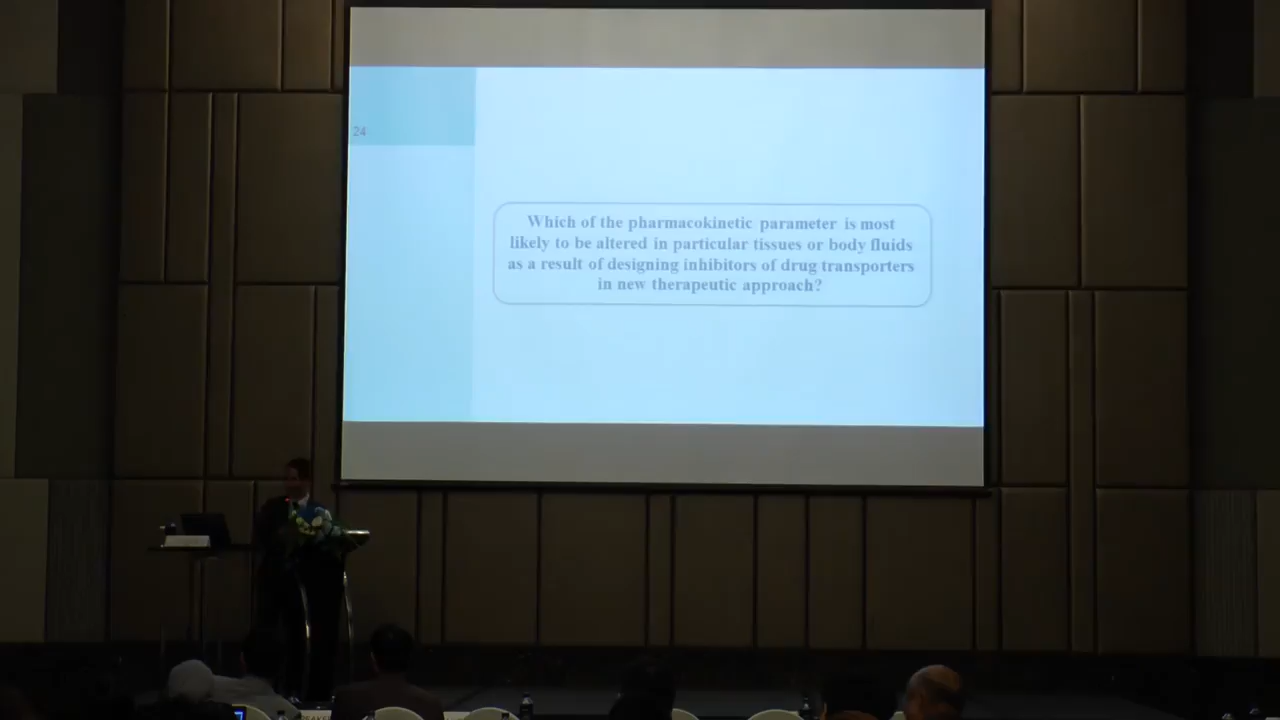 24
Which of the pharmacokinetic parameter is most
likely to be altered in particular tissues or body fluids
as a result of designing inhibitors of drug transporters
in new therapeutic approach?